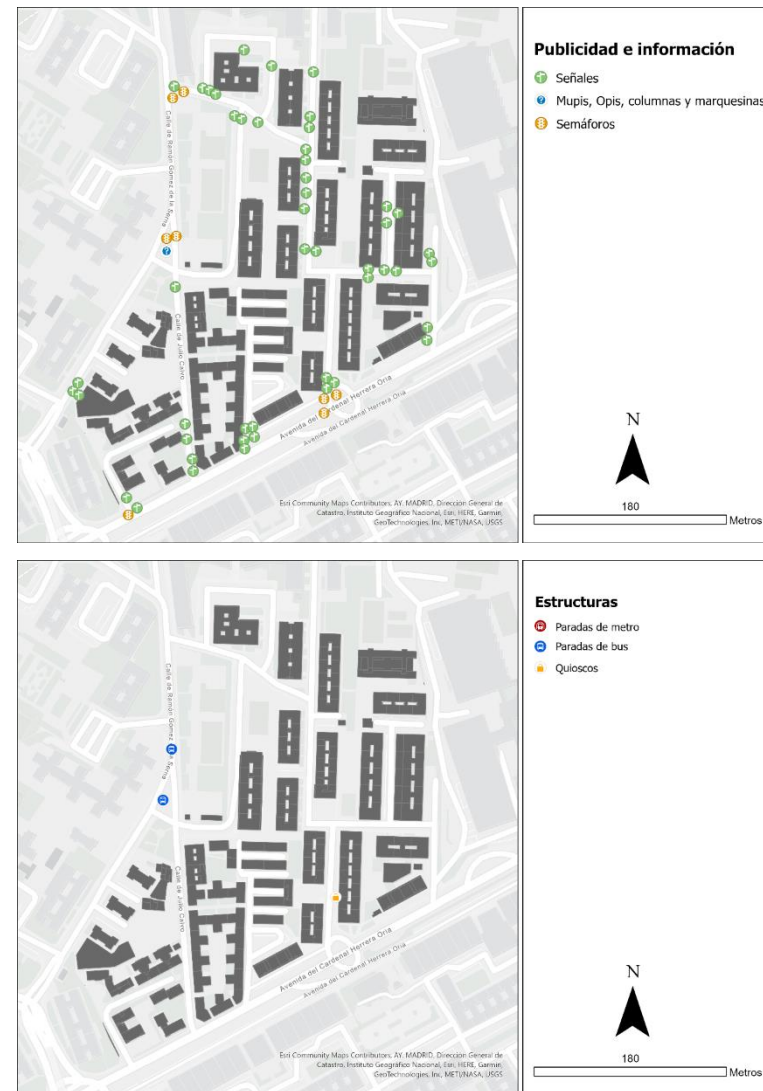 Publicidad e información
Señales
Mupis, Opis, columnas y marquesinas
Semáforos
Calle de Ramón Gómez de la Serna
Calle de Julio Cairo
Avenida del Cardenal Herrera Oria
Avenida del Cardenal Herrera Oria
Esri Community Maps Contributors, AY. MADRID, Dirección General de
Catastro, Instituto Geográfico Nacional, Esri, HERE, Garmin,
GeoTechnologies, Inc, METI/NASA, USGS
N
180
Metros
Estructuras
Paradas de metro
Paradas de bus
Quioscos
Calle de Ramón Gómez de la Serna
Calle de Julio Cairo
Avenida del Cardenal Herrera Oria
Avenida del Cardenal Herrera Oria
Esri Community Maps Contributors, AY. MADRID, Dirección General de
Catastro, Instituto Geográfico Nacional, Esri, HERE, Garmin,
GeoTechnologies, Inc, METI/NASA, USGS
N
180
Metros